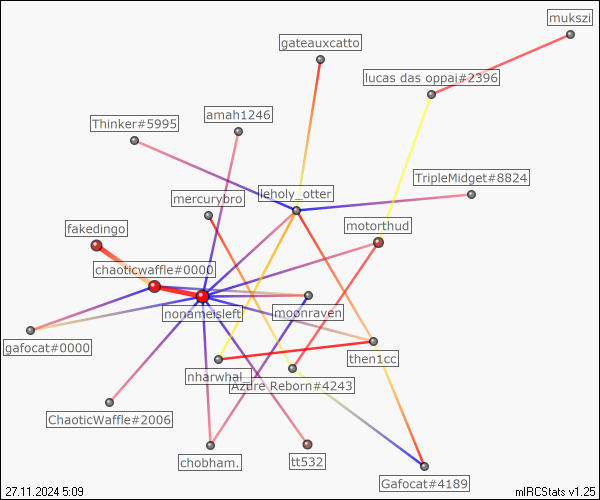 mukszi
gateauxcatto
lucas das oppai#2396
amah1246
Thinker#5995
TripleMidget#8824
leholy_otter
mercurybro
motorthud
fakedingo
chaoticwaffle#0000
nonameisleft
moonraven
gafocat#0000
then1cc
nharwhal_
Azure Reborn#4243
ChaoticWaffle#2006
chobham.
tt532
Gafocat#4189
27.11.2024 5:09
mIRCStats v1.25